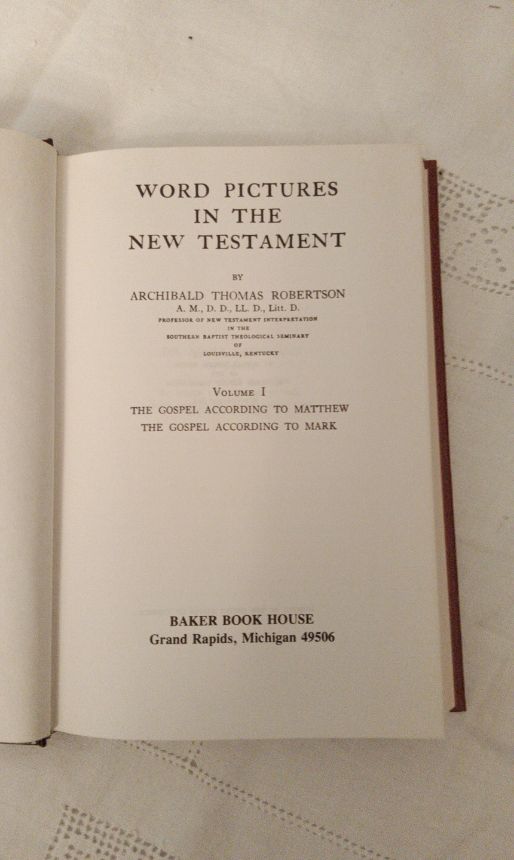 WORD PICTURES
IN THE
NEW TESTAMENT
BY
ARCHIBALD THOMAS ROBERTSON
A. M., D. D., LL. D., Litt. D.
PROFESSOR OF NEW TESTAMENT INTERPRETATION
IN THE
SOUTHERN BAPTIST THEOLOGICAL SEMINARY
OF
LOUISVILLE, KENTUCKY
VOLUME I
THE GOSPEL ACCORDING TO MATTHEW
THE GOSPEL ACCORDING TO MARK
BAKER BOOK HOUSE
Grand Rapids, Michigan 49506